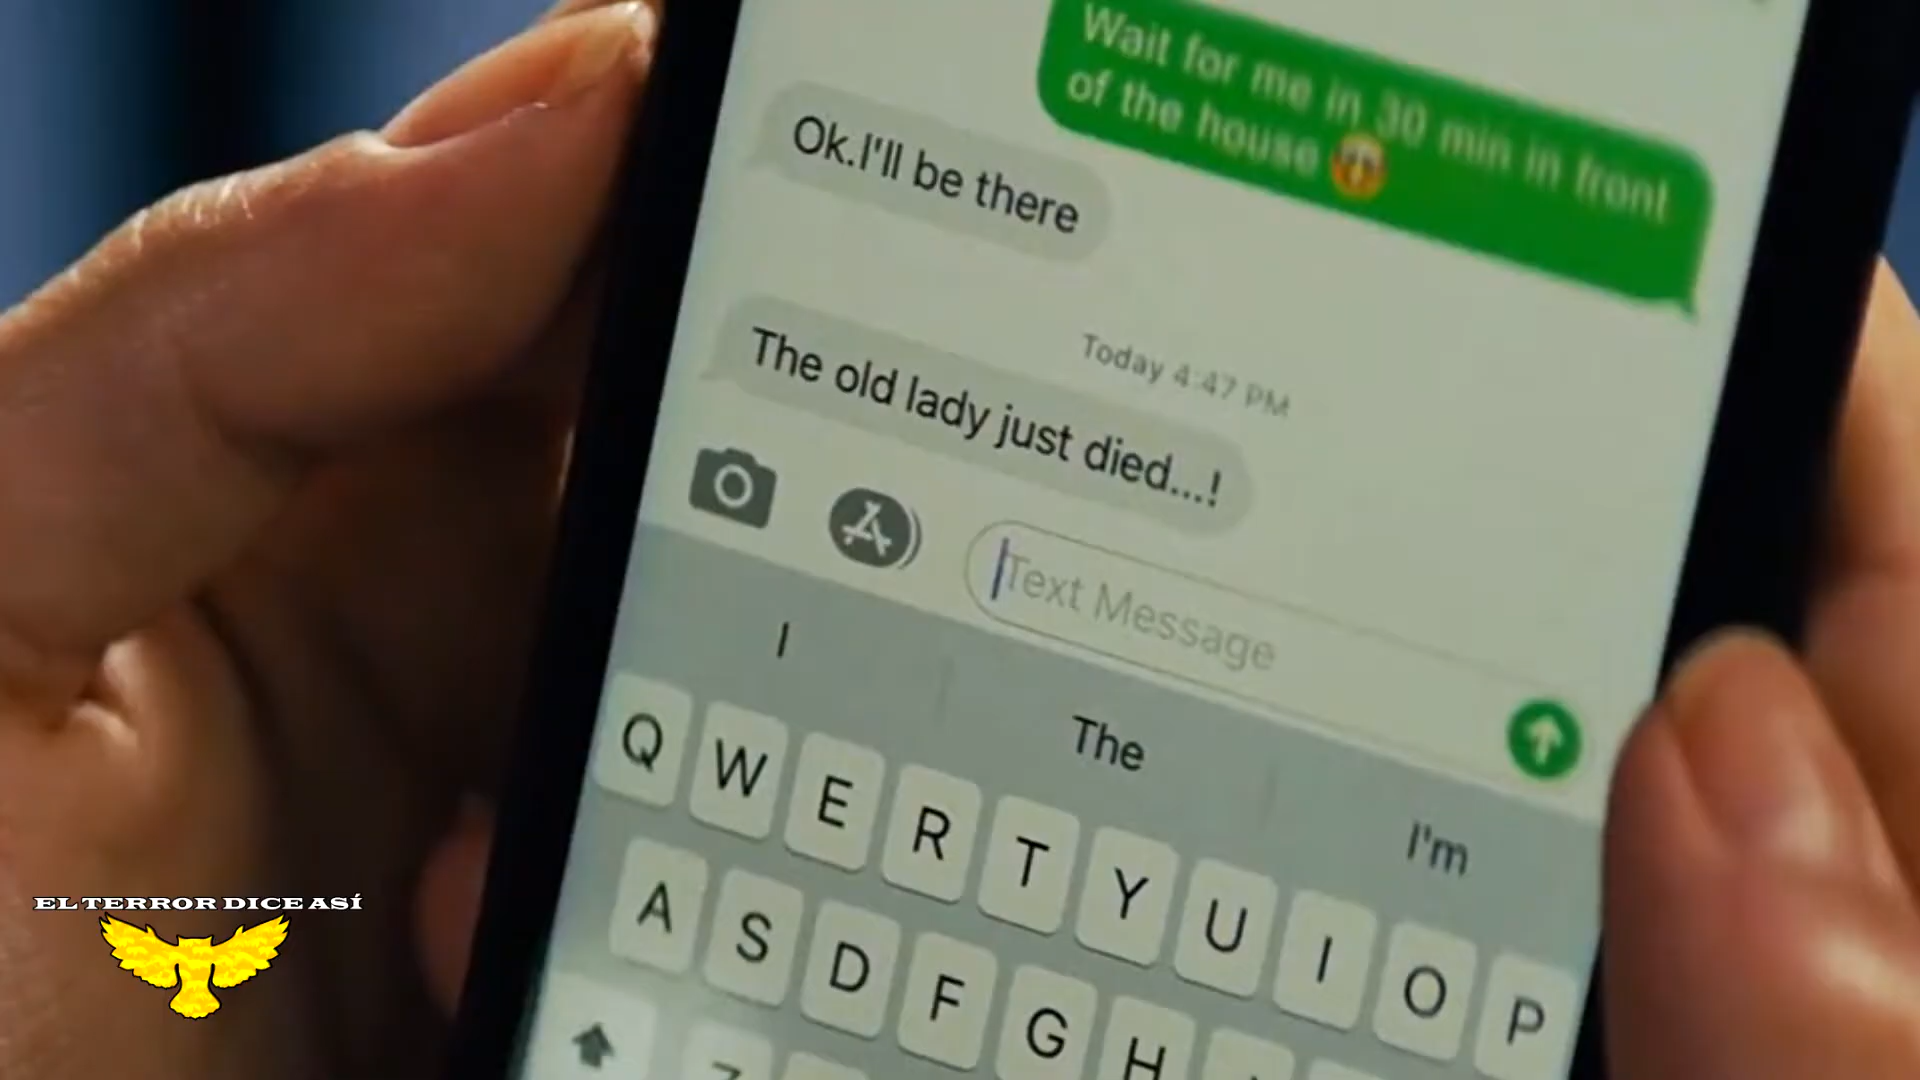 Wait for me in 30 min in front
of the house
Ok.I'll be there
Today 4:47 PM
The old lady just died...!
Text Message
I
The
I'm
Q W E R T Y U I O P
A S D F G H
Z
EL TERROR DICE ASÍ